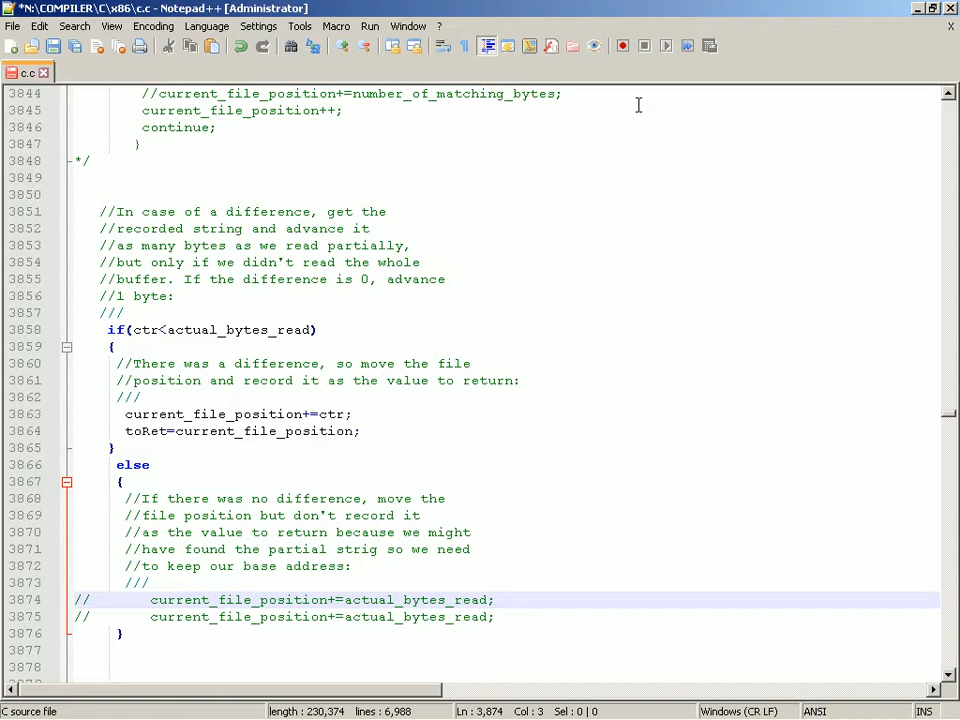 *N:\COMPILER\C\x86\c.c - Notepad++ [Administrator]
File Edit Search View Encoding Language Settings Tools Macro Run Window ? X
c.c
3844 //current_file_position+=number_of_matching_bytes;
3845 current_file_position++;
3846 continue;
3847 }
3848 */
3849
3850
3851 //In case of a difference, get the
3852 //recorded string and advance it
3853 //as many bytes as we read partially,
3854 //but only if we didn't read the whole
3855 //buffer. If the difference is 0, advance
3856 //1 byte:
3857 ///
3858 if(ctr<actual_bytes_read)
3859 {
3860 //There was a difference, so move the file
3861 //position and record it as the value to return:
3862 ///
3863 current_file_position+=ctr;
3864 toRet=current_file_position;
3865 }
3866 else
3867 {
3868 //If there was no difference, move the
3869 //file position but don't record it
3870 //as the value to return because we might
3871 //have found the partial strig so we need
3872 //to keep our base address:
3873 ///
3874 // current_file_position+=actual_bytes_read;
3875 // current_file_position+=actual_bytes_read;
3876 }
3877
3878
C source file length : 230,374 lines : 6,988 Ln : 3,874 Col : 3 Sel : 0 | 0 Windows (CR LF) ANSI INS